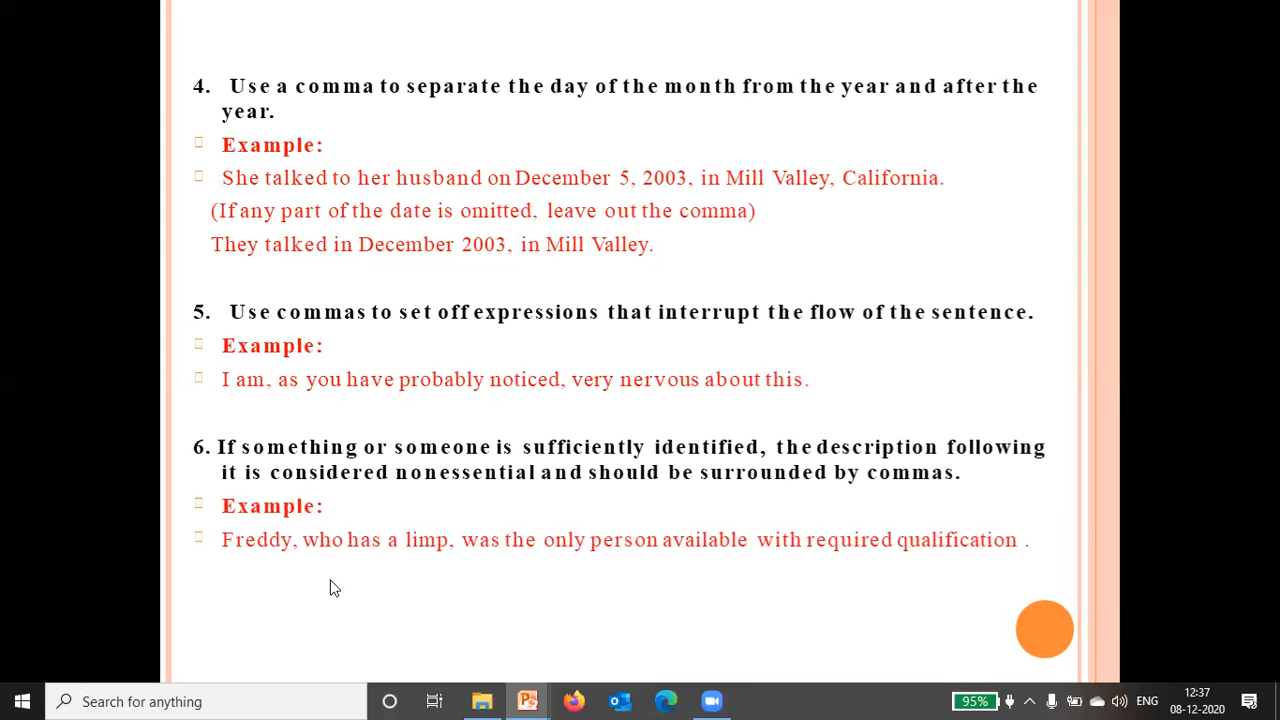 4. Use a comma to separate the day of the month from the year and after the
year.
Example:
She talked to her husband on December 5, 2003, in Mill Valley, California.
(If any part of the date is omitted, leave out the comma)
They talked in December 2003, in Mill Valley.
5. Use commas to set off expressions that interrupt the flow of the sentence.
Example:
I am, as you have probably noticed, very nervous about this.
6. If something or someone is sufficiently identified, the description following
it is considered nonessential and should be surrounded by commas.
Example:
Freddy, who has a limp, was the only person available with required qualification .
Search for anything
95%
ENG
12:37
08-12-2020